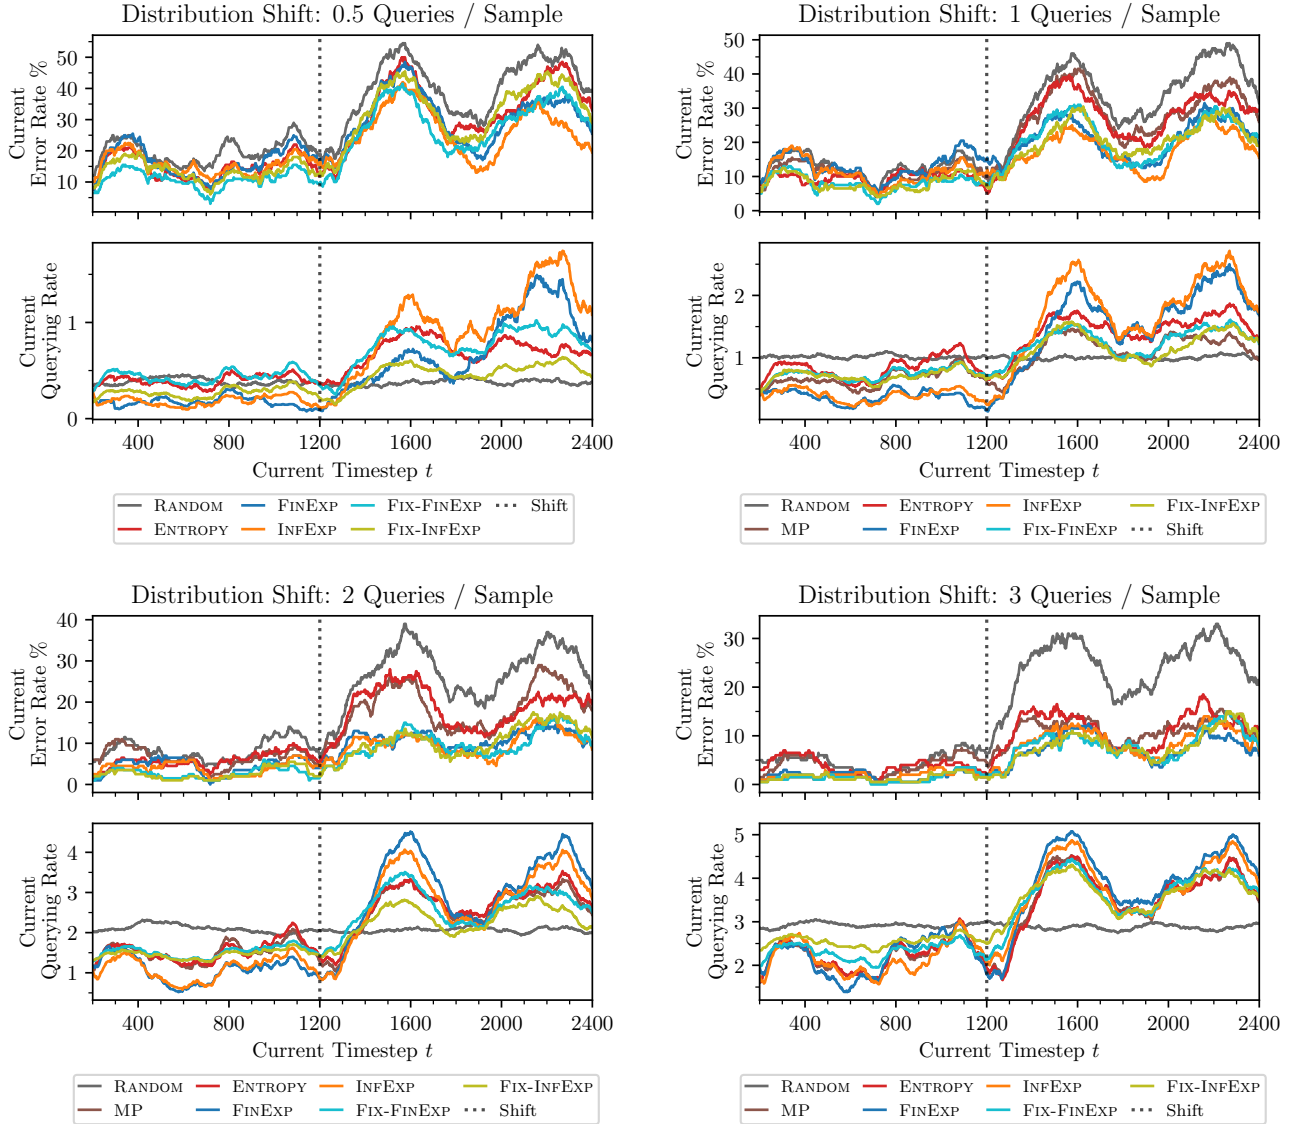 Distribution Shift: 0.5 Queries / Sample
Current
Error Rate %
50
40
30
20
10
Current
Querying Rate
1
0
400 800 1200 1600 2000 2400
Current Timestep t
RANDOM FINEXP FIX-FINEXP Shift
ENTROPY INFEXP FIX-INFEXP
Distribution Shift: 1 Queries / Sample
Current
Error Rate %
50
40
30
20
10
0
Current
Querying Rate
2
1
400 800 1200 1600 2000 2400
Current Timestep t
RANDOM ENTROPY INFEXP FIX-INFEXP
MP FINEXP FIX-FINEXP Shift
Distribution Shift: 2 Queries / Sample
Current
Error Rate %
40
30
20
10
0
Current
Querying Rate
4
3
2
1
400 800 1200 1600 2000 2400
Current Timestep t
RANDOM ENTROPY INFEXP FIX-INFEXP
MP FINEXP FIX-FINEXP Shift
Distribution Shift: 3 Queries / Sample
Current
Error Rate %
30
20
10
0
Current
Querying Rate
5
4
3
2
400 800 1200 1600 2000 2400
Current Timestep t
RANDOM ENTROPY INFEXP FIX-INFEXP
MP FINEXP FIX-FINEXP Shift